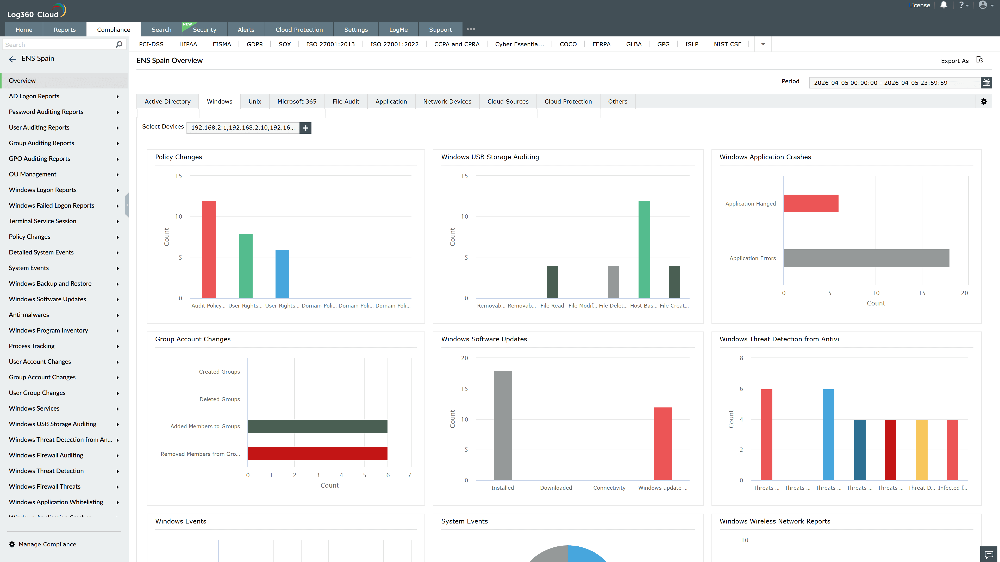 Log360 Cloud
License
?
Home
Reports
Compliance
Search
NEW
Security
Alerts
Cloud Protection
Settings
LogMe
Support
Search
PCI-DSS
HIPAA
FISMA
GDPR
SOX
ISO 27001:2013
ISO 27001:2022
CCPA and CPRA
Cyber Essentia...
COCO
FERPA
GLBA
GPG
ISLP
NIST CSF
ENS Spain
Overview
AD Logon Reports
Password Auditing Reports
User Auditing Reports
Group Auditing Reports
GPO Auditing Reports
OU Management
Windows Logon Reports
Windows Failed Logon Reports
Terminal Service Session
Policy Changes
Detailed System Events
System Events
Windows Backup and Restore
Windows Software Updates
Anti-malwares
Windows Program Inventory
Process Tracking
User Account Changes
Group Account Changes
User Group Changes
Windows Services
Windows USB Storage Auditing
Windows Threat Detection from An...
Windows Firewall Auditing
Windows Threat Detection
Windows Firewall Threats
Windows Application Whitelisting
Manage Compliance
ENS Spain Overview
Export As
Period
2026-04-05 00:00:00 - 2026-04-05 23:59:59
Active Directory
Windows
Unix
Microsoft 365
File Audit
Application
Network Devices
Cloud Sources
Cloud Protection
Others
Select Devices
192.168.2.1,192.168.2.10,192.16...
Policy Changes
15
10
5
0
Count
Audit Policy...
User Rights...
User Rights...
Domain Poli...
Domain Poli...
Domain Poli...
Windows USB Storage Auditing
15
10
5
0
Count
Removab...
Removab...
File Read
File Modif...
File Delet...
Host Bas...
File Creat...
Windows Application Crashes
Application Hanged
Application Errors
0
5
10
15
20
Count
Group Account Changes
Created Groups
Deleted Groups
Added Members to Groups
Removed Members from Gro...
0
1
2
3
4
5
6
7
Count
Windows Software Updates
20
15
10
5
0
Count
Installed
Downloaded
Connectivity
Windows update ...
Windows Threat Detection from Antivi...
8
6
4
2
0
Count
Threats ...
Threats ...
Threats ...
Threats ...
Threats ...
Threat D...
Infected f...
Windows Events
System Events
Windows Wireless Network Reports
10